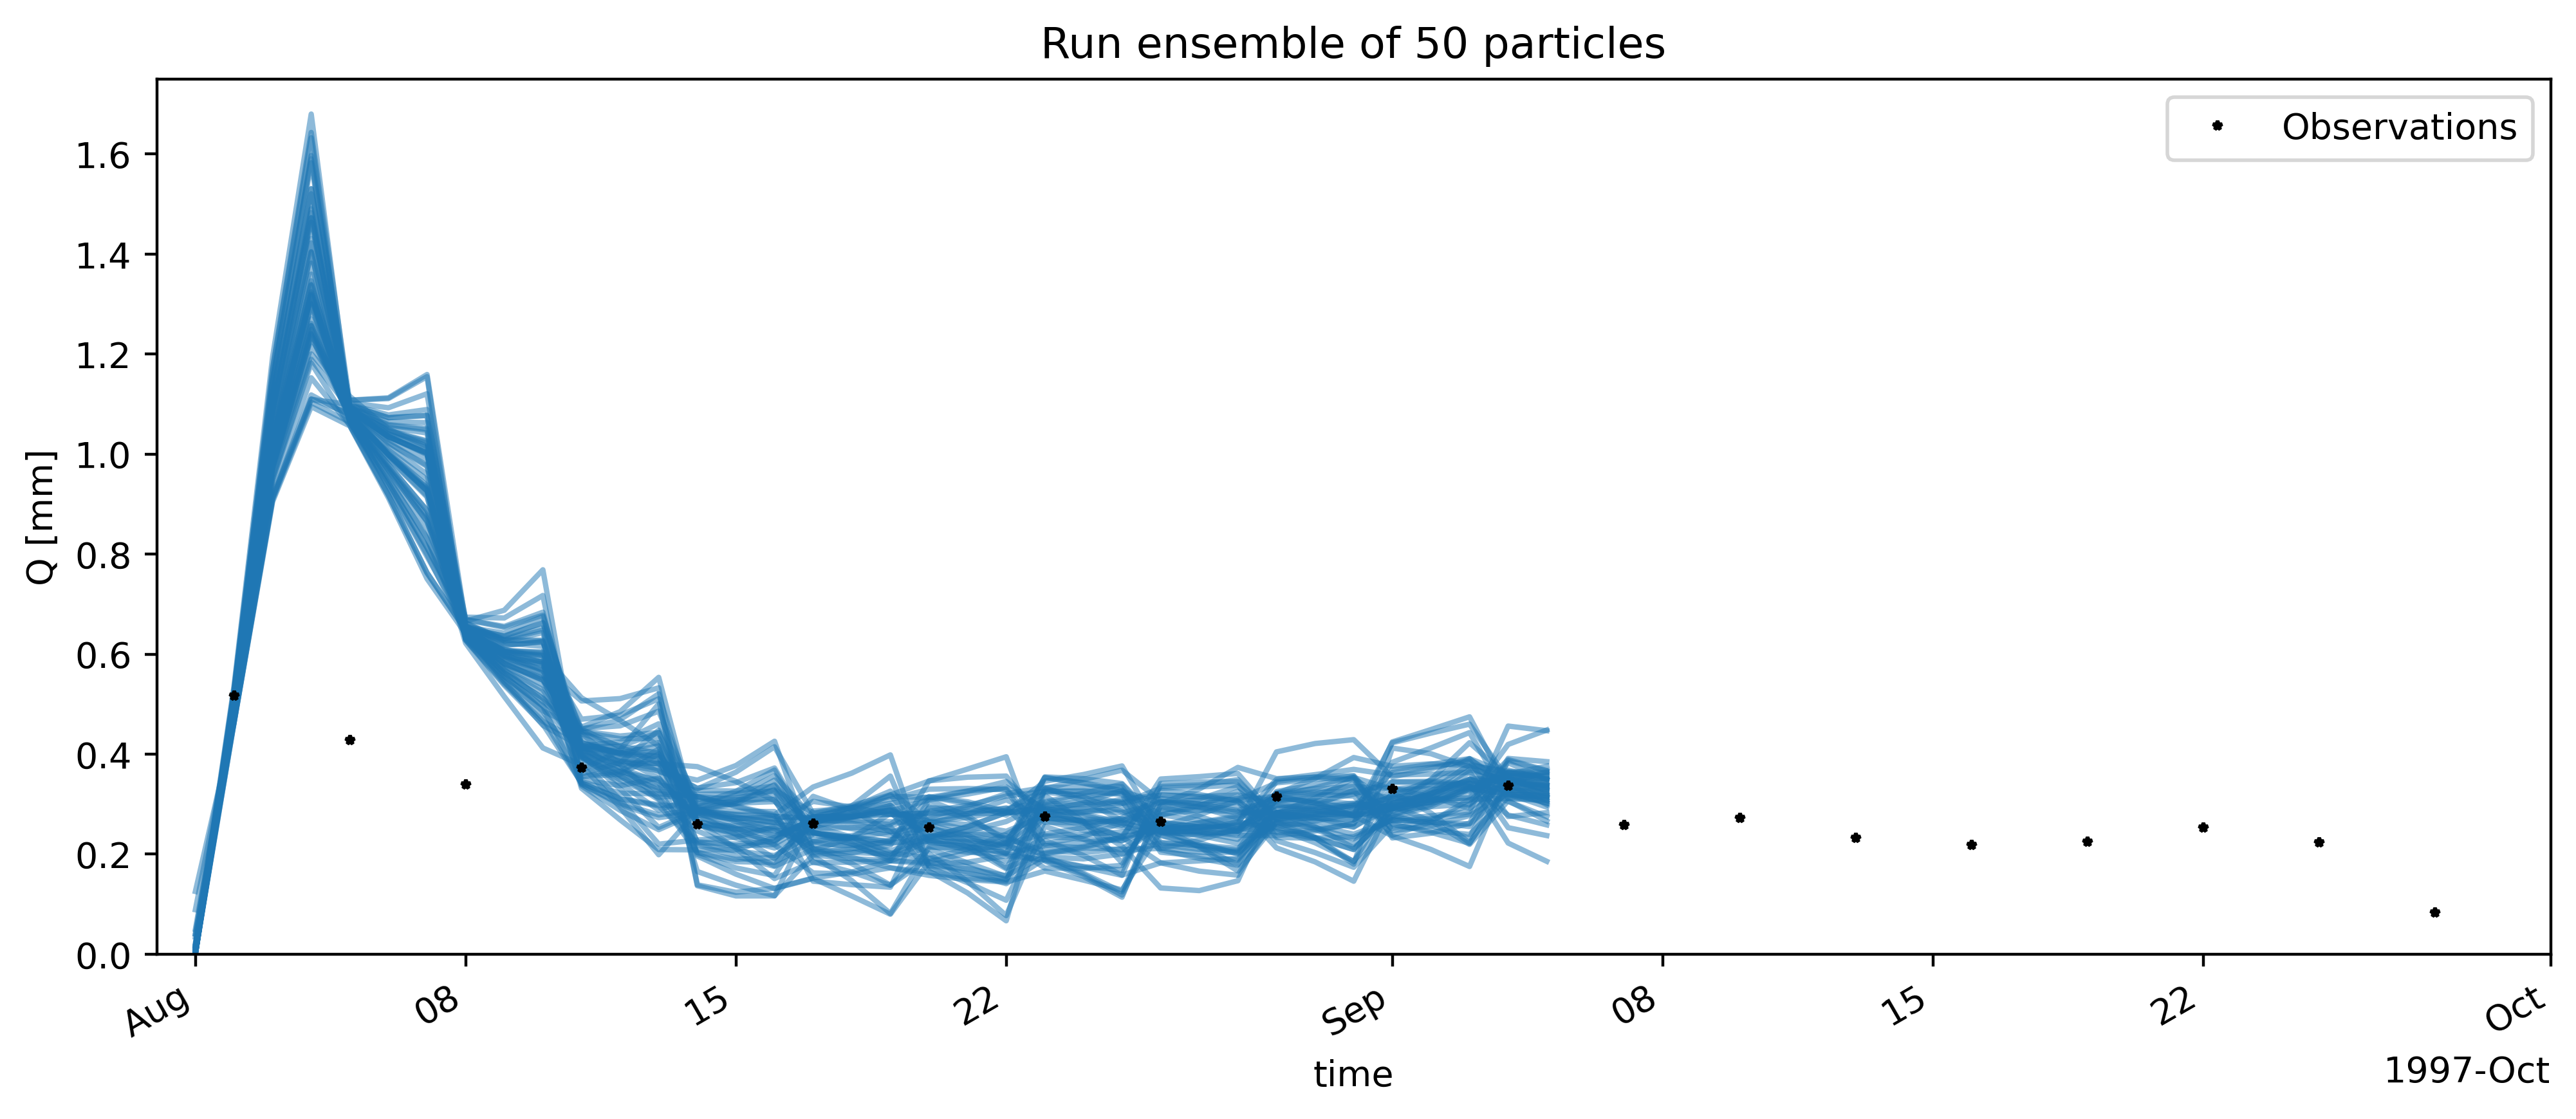 Run ensemble of 50 particles
Observations
Q [mm]
1.6
1.4
1.2
1.0
0.8
0.6
0.4
0.2
0.0
Aug 08 15 22 Sep 08 15 22 Oct
time
1997-Oct